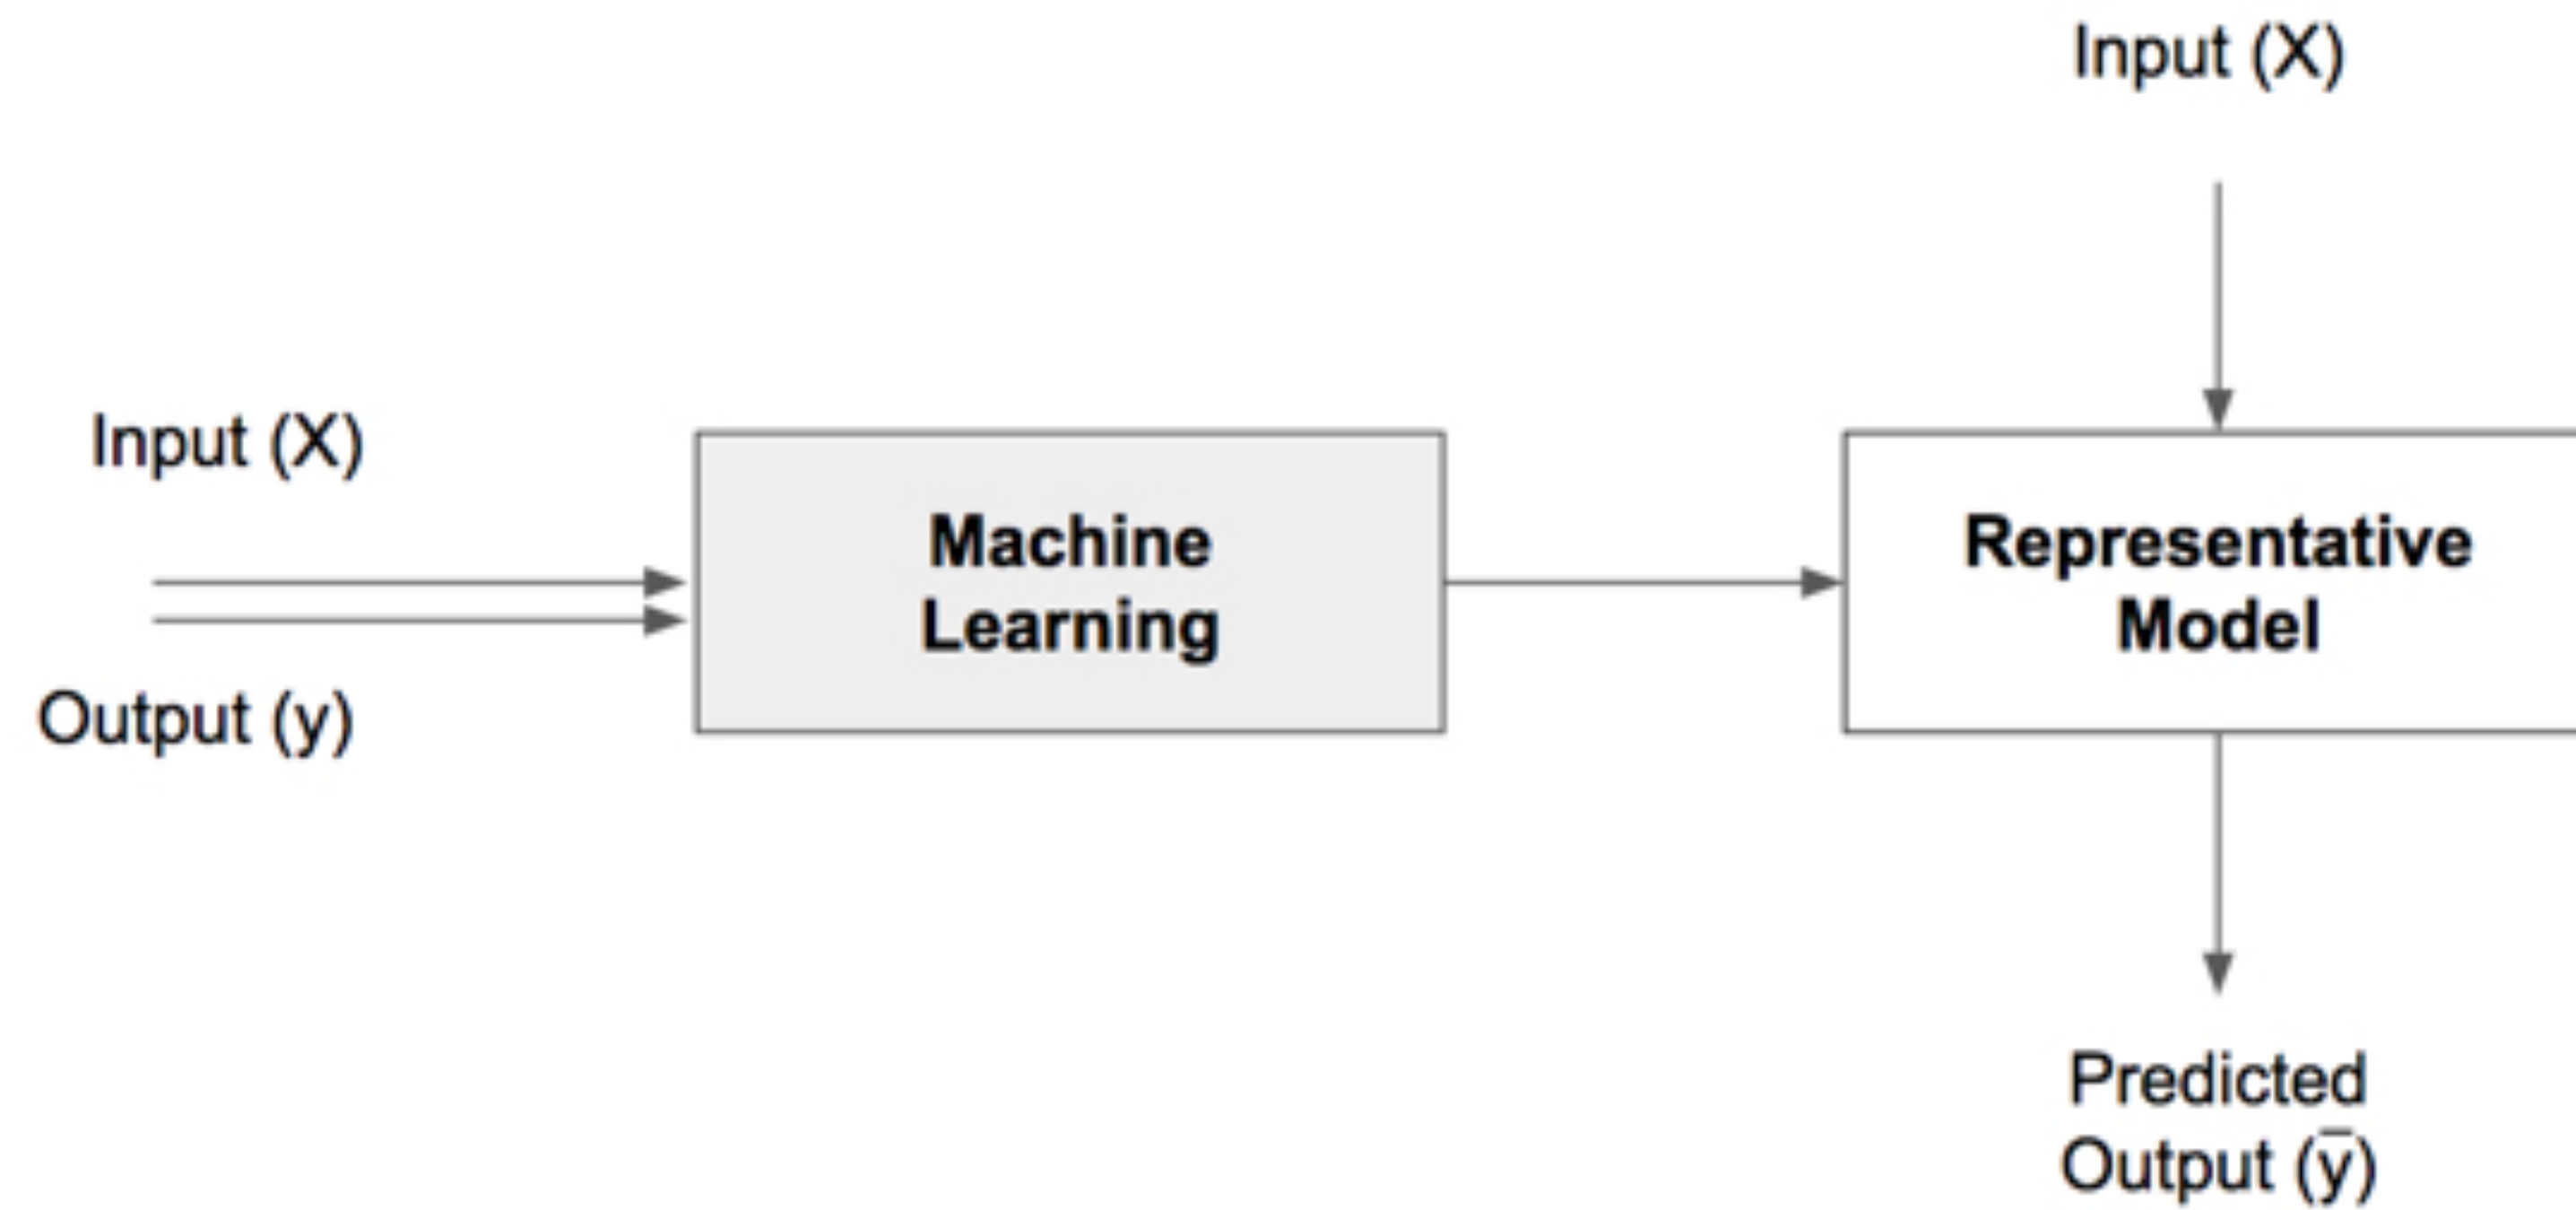 Input (X)
Input (X)
Machine
Learning
Representative
Model
Output (y)
Predicted
Output (y̅)